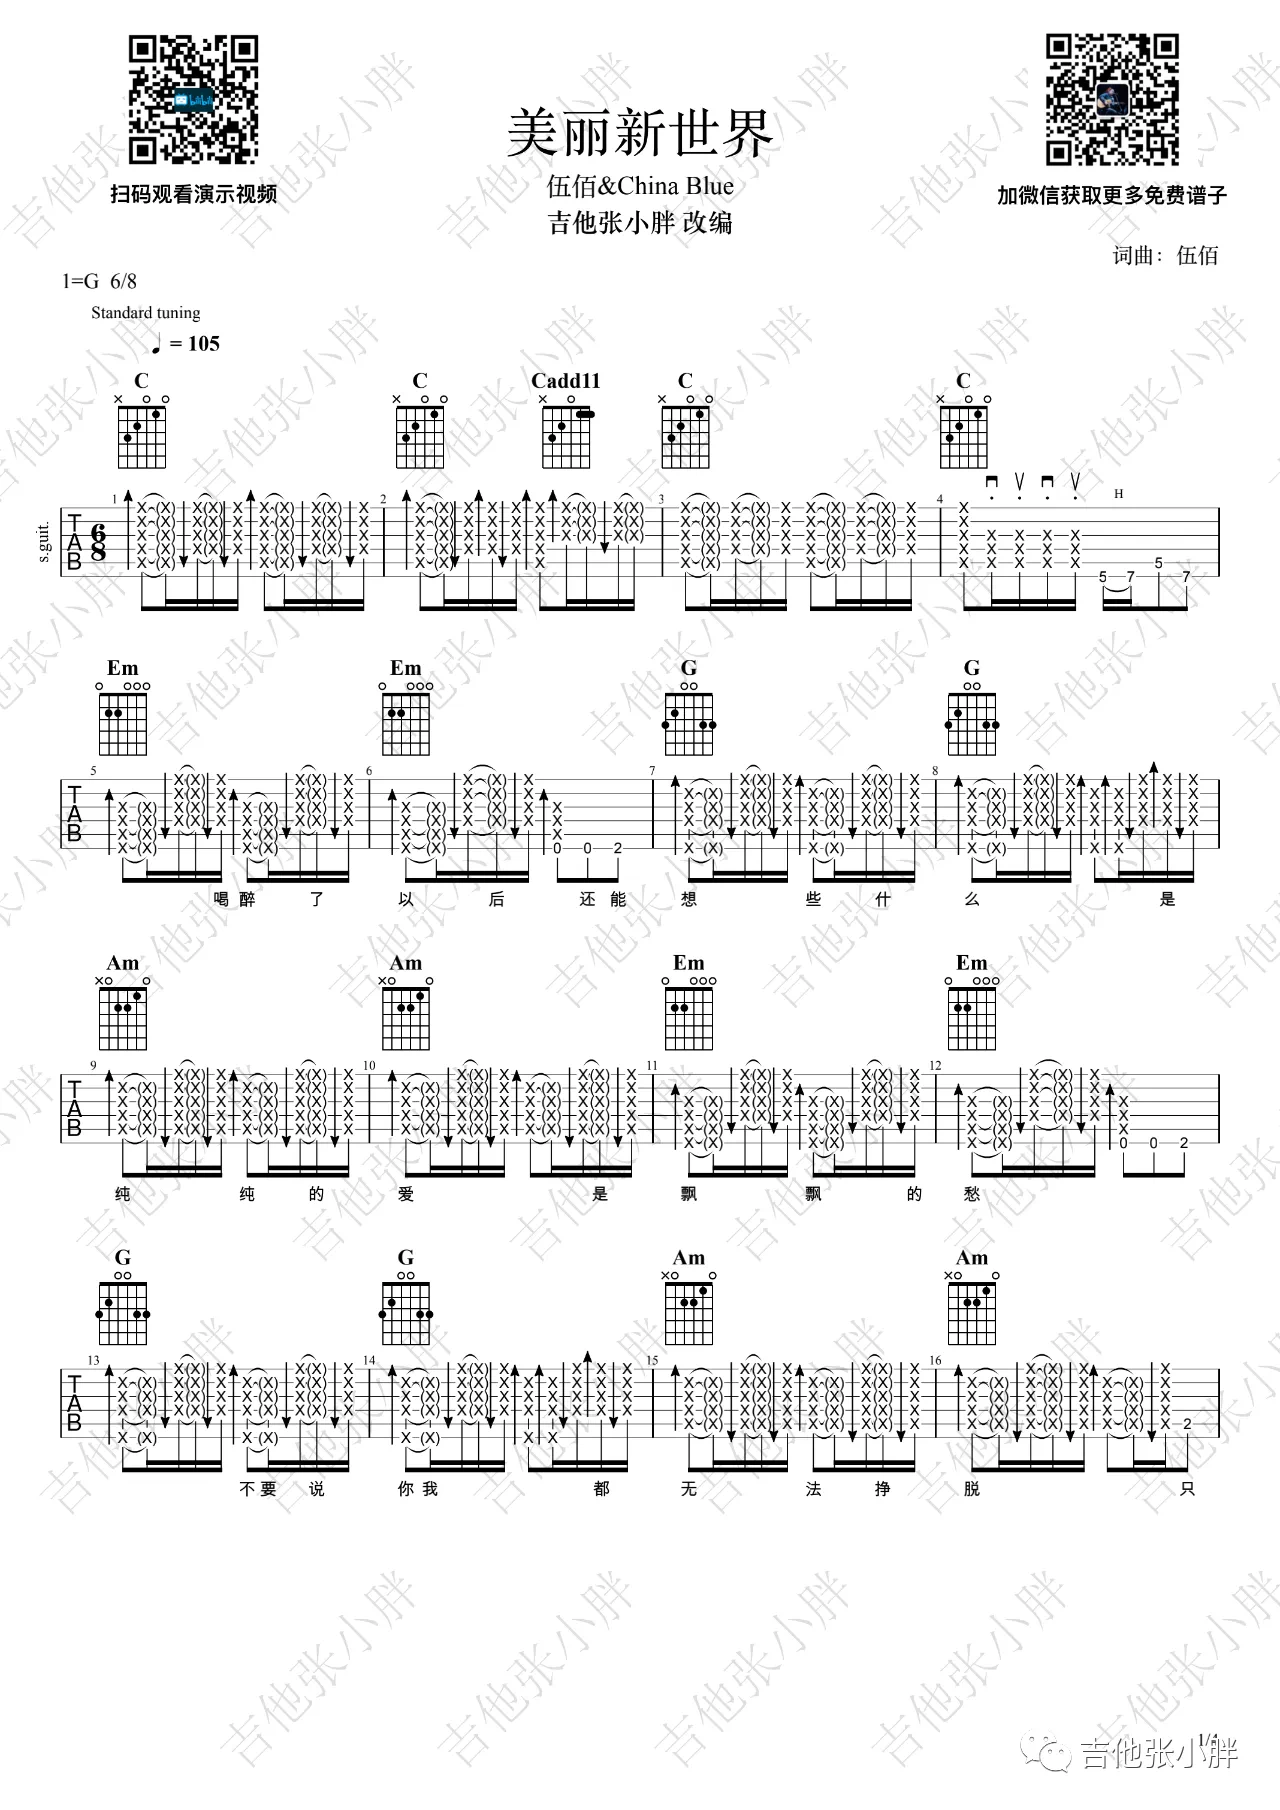 美丽新世界
扫码观看演示视频
伍佰&China Blue
加微信获取更多免费谱子
吉他张小胖 改编
词曲：伍佰
1=G 6/8
Standard tuning
♩ = 105
C C Cadd11 C C
s.guit.
1 2 3 4
H
TAB 6/8
5 7 5 7
Em Em G G
5 6 7 8
TAB
0 0 2
喝醉了以后还能想些什么是
Am Am Em Em
9 10 11 12
TAB
0 0 2
纯纯的爱是飘飘的愁
G G Am Am
13 14 15 16
TAB
2
不要说你我都无法挣脱只
1/4
吉他张小胖